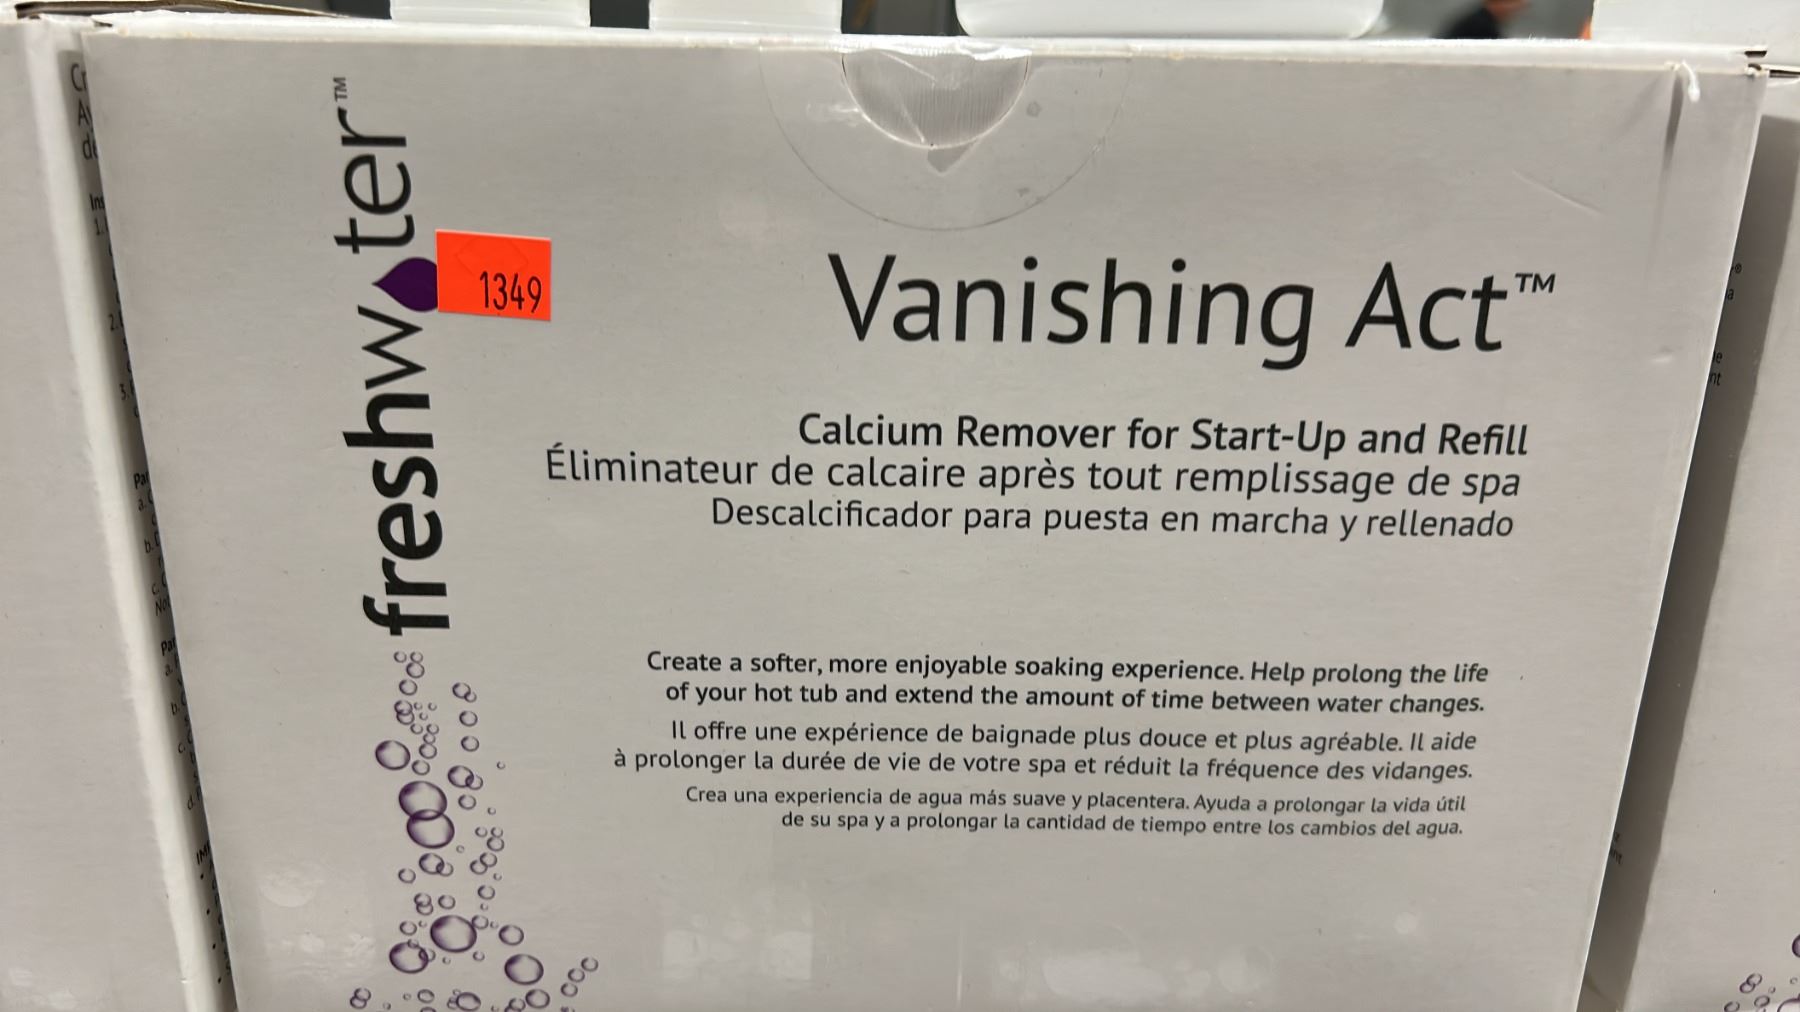 freshwater™
1349
Vanishing Act™
Calcium Remover for Start-Up and Refill
Éliminateur de calcaire après tout remplissage de spa
Descalcificador para puesta en marcha y rellenado
Create a softer, more enjoyable soaking experience. Help prolong the life
of your hot tub and extend the amount of time between water changes.
Il offre une expérience de baignade plus douce et plus agréable. Il aide
à prolonger la durée de vie de votre spa et réduit la fréquence des vidanges.
Crea una experiencia de agua más suave y placentera. Ayuda a prolongar la vida útil
de su spa y a prolongar la cantidad de tiempo entre los cambios del agua.